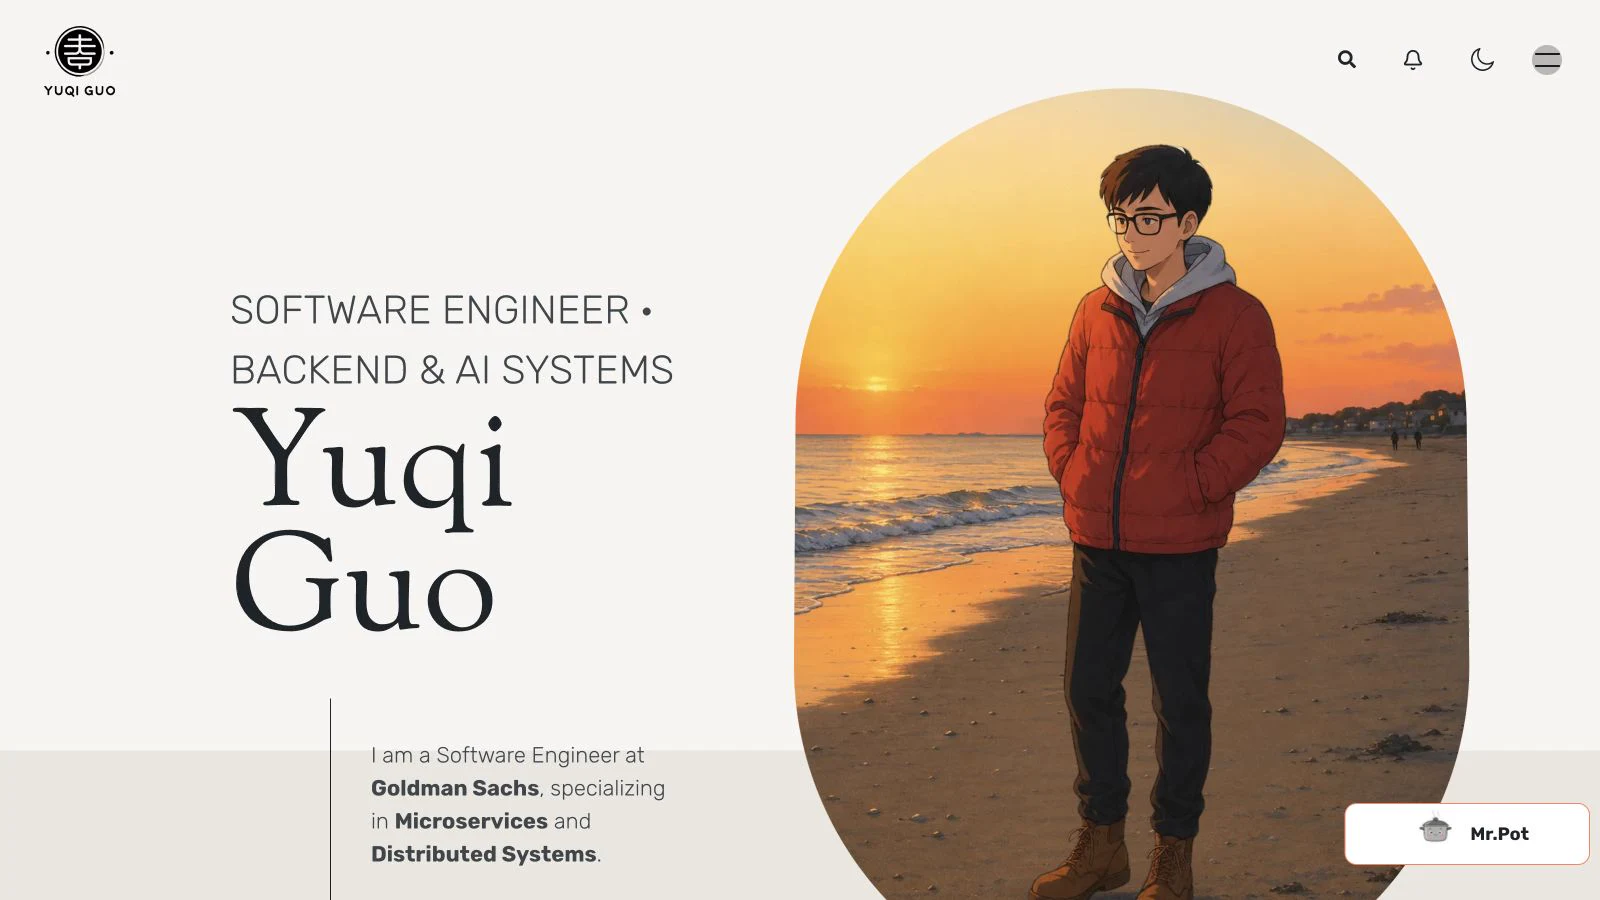 YUQI GUO
SOFTWARE ENGINEER •
BACKEND & AI SYSTEMS
Yuqi
Guo
I am a Software Engineer at
Goldman Sachs, specializing
in Microservices and
Distributed Systems.
Mr.Pot